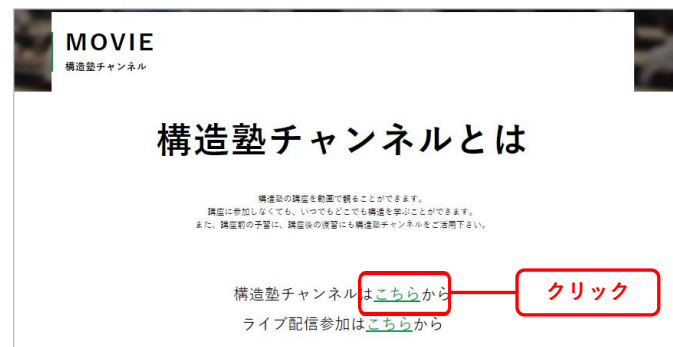 MOVIE
構造塾チャンネル
構造塾チャンネルとは
構造塾の講座を動画で観ることができます。
講座に参加しなくても、いつでもどこでも構造を学ぶことができます。
また、講座前の予習に、講座後の復習にも構造塾チャンネルをご活用下さい。
構造塾チャンネルはこちらから
クリック
ライブ配信参加はこちらから